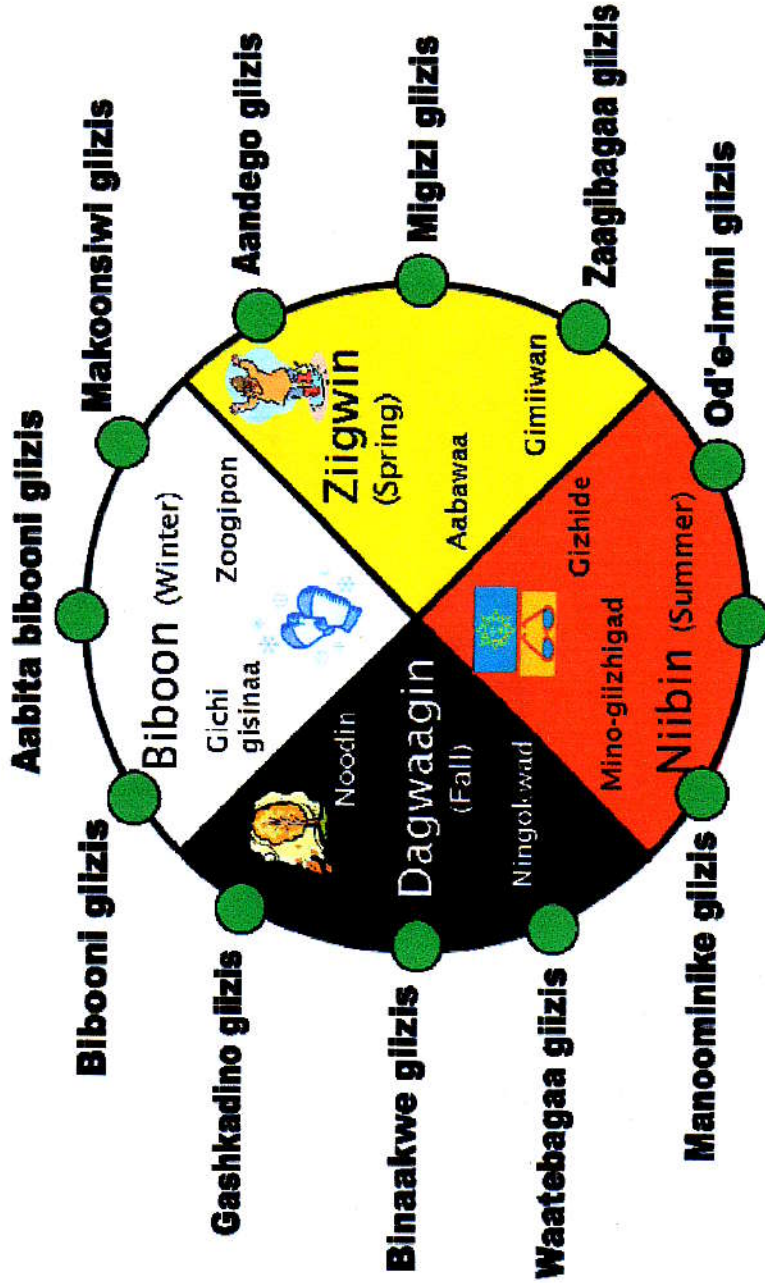 Aabita bibooni giizis
Bibooni giizis
Makoonsiwi giizis
Gashkadino giizis
Aandego giizis
Biboon (Winter)
Gichi
gisinaa
Zoogipon
Noodin
Ziigwin
(Spring)
Dagwaagin
(Fall)
Binaakwe giizis
Migizi giizis
Aabawaa
Ningokwad
Gimiiwan
Waatebagaa giizis
Zaagibagaa giizis
Gizhide
Mino-giizhigad
Niibin (Summer)
Manoominike giizis
Od'e-imini giizis